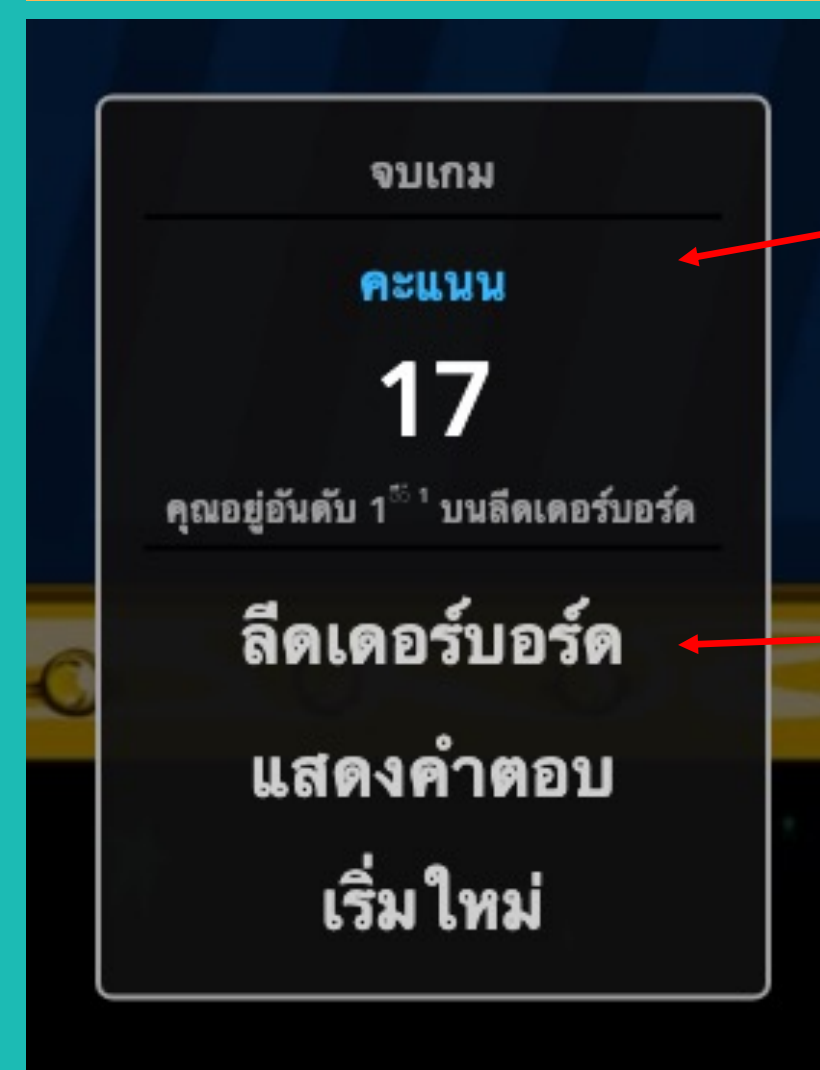 จบเกม
คะแนน
17
คุณอยู่อันดับ 1 บนลีดเดอร์บอร์ด
ลีดเดอร์บอร์ด
แสดงคำตอบ
เริ่มใหม่